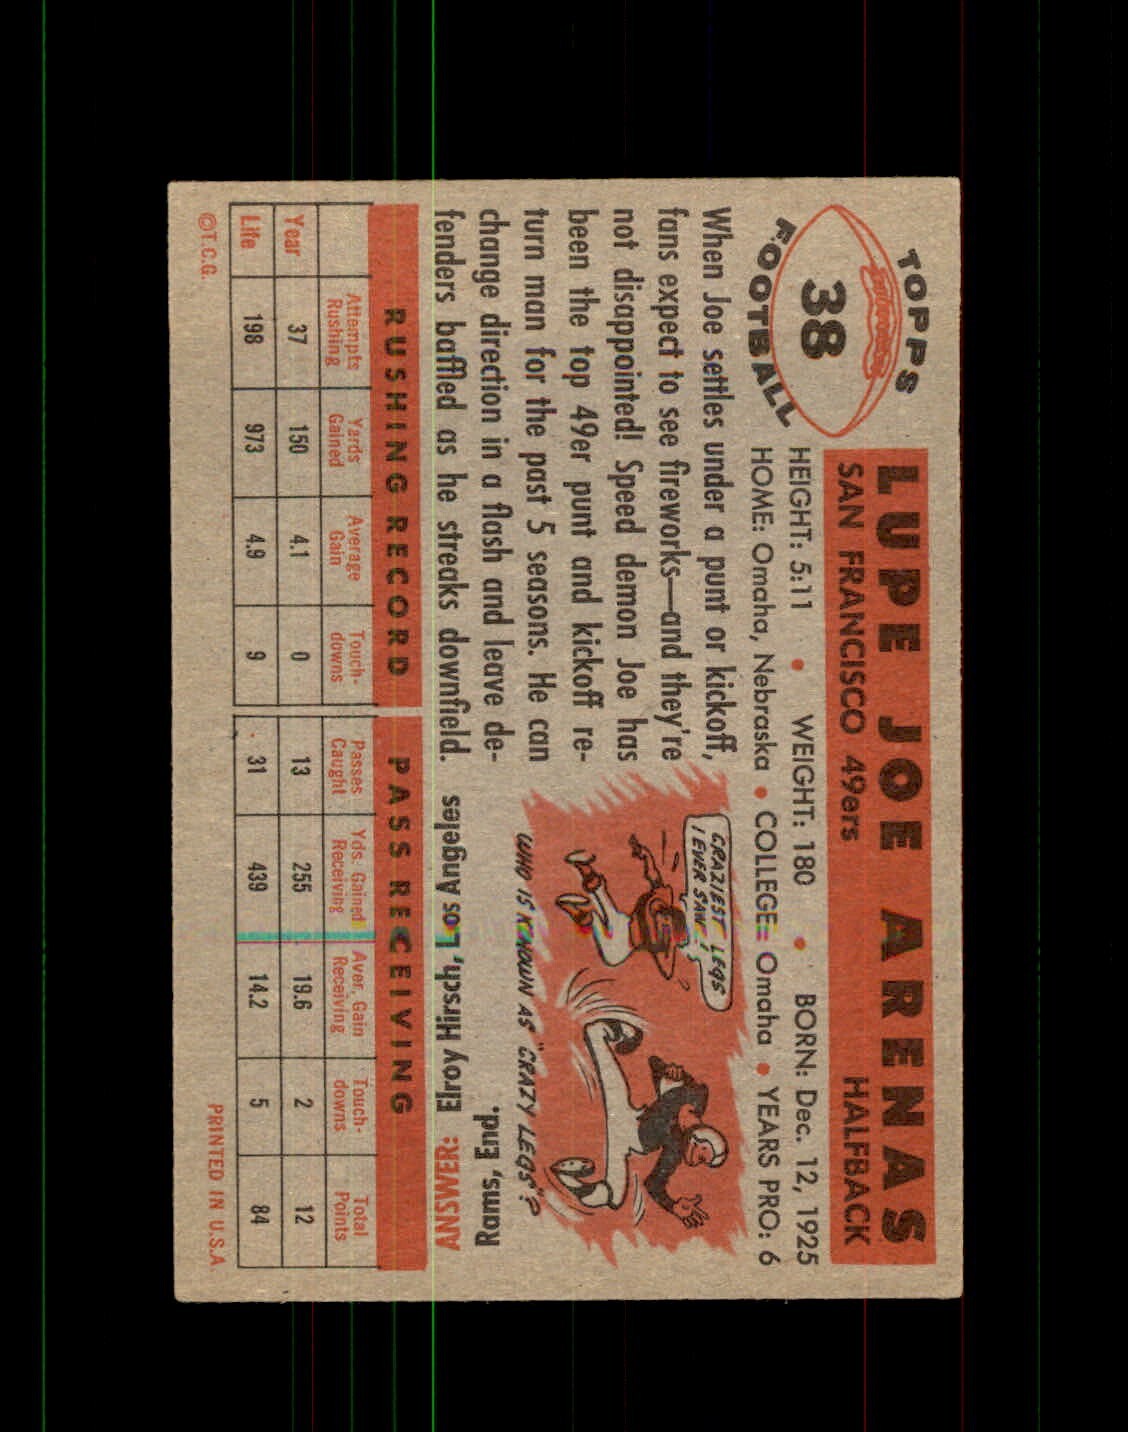 TOPPS
38
FOOTBALL
LUPE JOE ARENAS
SAN FRANCISCO 49ers HALFBACK
HEIGHT: 5:11 • WEIGHT: 180 • BORN: Dec. 12, 1925
HOME: Omaha, Nebraska • COLLEGE: Omaha • YEARS PRO: 6
When Joe settles under a punt or kickoff,
fans expect to see fireworks—and they're
not disappointed! Speed demon Joe has
been the top 49er punt and kickoff re-
turn man for the past 5 seasons. He can
change direction in a flash and leave de-
fenders baffled as he streaks downfield.
CRAZIEST LEGS
I EVER SAW!
WHO IS KNOWN AS "CRAZY LEGS"?
ANSWER: Elroy Hirsch, Los Angeles
Rams' End.
RUSHING RECORD PASS RECEIVING
Attempts Rushing Yards Gained Average Gain Touch-downs Passes Caught Yds. Gained Receiving Aver. Gain Receiving Touch-downs Total Points
Year 37 150 4.1 0 13 255 19.6 2 12
Life 198 973 4.9 9 31 439 14.2 5 84
©T.C.G. PRINTED IN U.S.A.